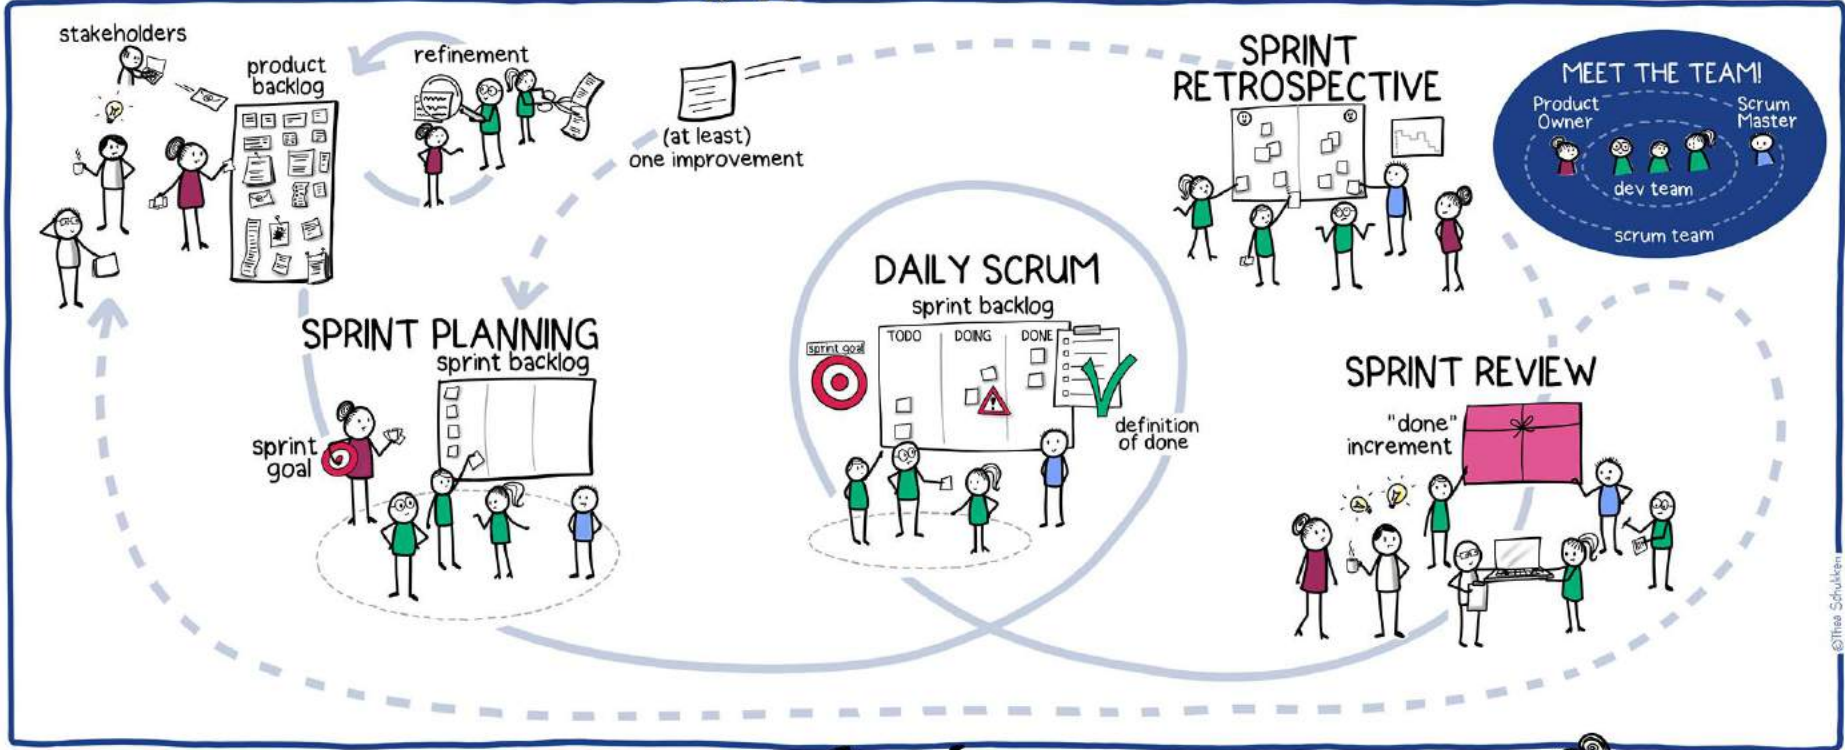 stakeholders
product
backlog
refinement
(at least)
one improvement
SPRINT
RETROSPECTIVE
MEET THE TEAM!
Product
Owner
Scrum
Master
dev team
scrum team
SPRINT PLANNING
sprint backlog
sprint
goal
DAILY SCRUM
sprint backlog
sprint goal
TODO
DOING
DONE
definition
of done
SPRINT REVIEW
"done"
increment
©Thea Schukken